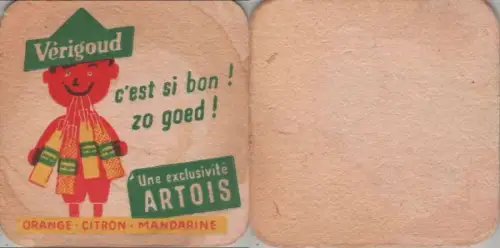 Vérigoud
c'est si bon !
zo goed !
Une exclusivité
ARTOIS
ORANGE - CITRON - MANDARINE